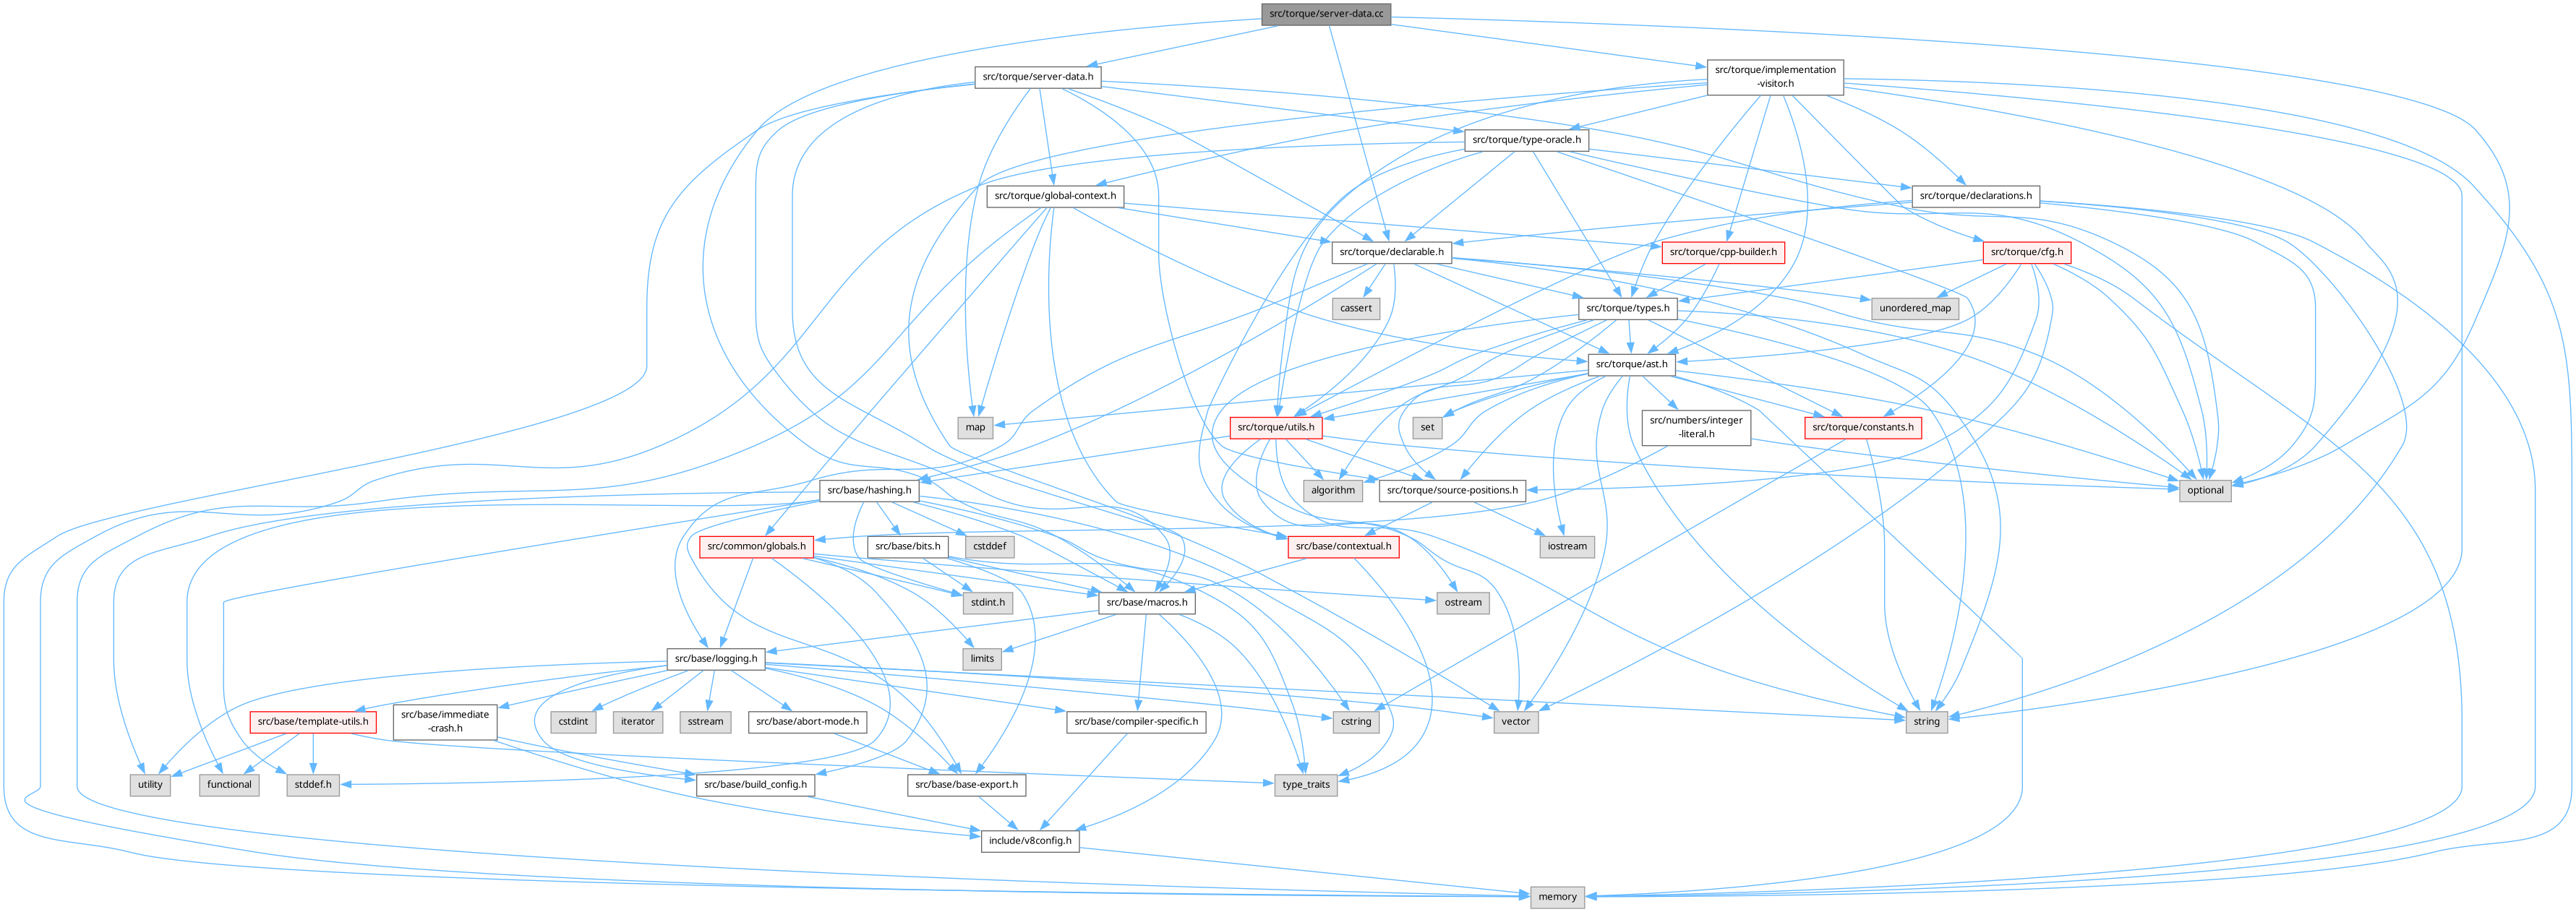 src/torque/server-data.cc
src/torque/server-data.h
src/torque/implementation
-visitor.h
src/torque/type-oracle.h
src/torque/global-context.h
src/torque/declarations.h
src/torque/declarable.h
src/torque/cpp-builder.h
src/torque/cfg.h
cassert
src/torque/types.h
unordered_map
src/torque/ast.h
map
src/torque/utils.h
set
src/numbers/integer
-literal.h
src/torque/constants.h
src/base/hashing.h
algorithm
src/torque/source-positions.h
optional
src/common/globals.h
src/base/bits.h
cstddef
src/base/contextual.h
iostream
stdint.h
src/base/macros.h
ostream
src/base/logging.h
limits
src/base/template-utils.h
src/base/immediate
-crash.h
cstdint
iterator
sstream
src/base/abort-mode.h
src/base/compiler-specific.h
cstring
vector
string
utility
functional
stddef.h
src/base/build_config.h
src/base/base-export.h
type_traits
include/v8config.h
memory